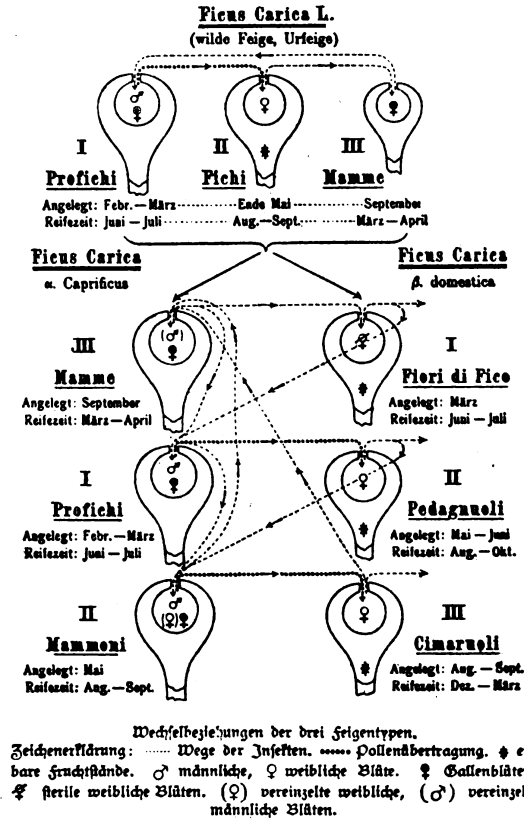 Ficus Carica L.
(wilde Feige, Urfeige)
♂ ♀ ♀
I II III
Profichi Fichi Mamme
Angelegt: Febr.—März ········ Ende Mai ········ September
Reifezeit: Juni—Juli ········ Aug.—Sept. ········ März—April
Ficus Carica Ficus Carica
α. Caprificus β. domestica
(♂)
III I
Mamme Fiori di Fico
Angelegt: September Angelegt: März
Reifezeit: März—April Reifezeit: Juni—Juli
♂ ♀
I II
Profichi Pedagnuoli
Angelegt: Febr.—März Angelegt: Mai—Juni
Reifezeit: Juni—Juli Reifezeit: Aug.—Okt.
♂ ♀
(♀)
II III
Mammoni Cimaruoli
Angelegt: Mai Angelegt: Aug.—Sept.
Reifezeit: Aug.—Sept. Reifezeit: Dez.—März
Wechselbeziehungen der drei Feigentypen.
Zeichenerklärung: ······ Wege der Insekten. •••••• Pollenübertragung. e
bare Fruchtstände. ♂ männliche, ♀ weibliche Blüte. Gallenblüte
sterile weibliche Blüten. (♀) vereinzelte weibliche, (♂) vereinzel
männliche Blüten.